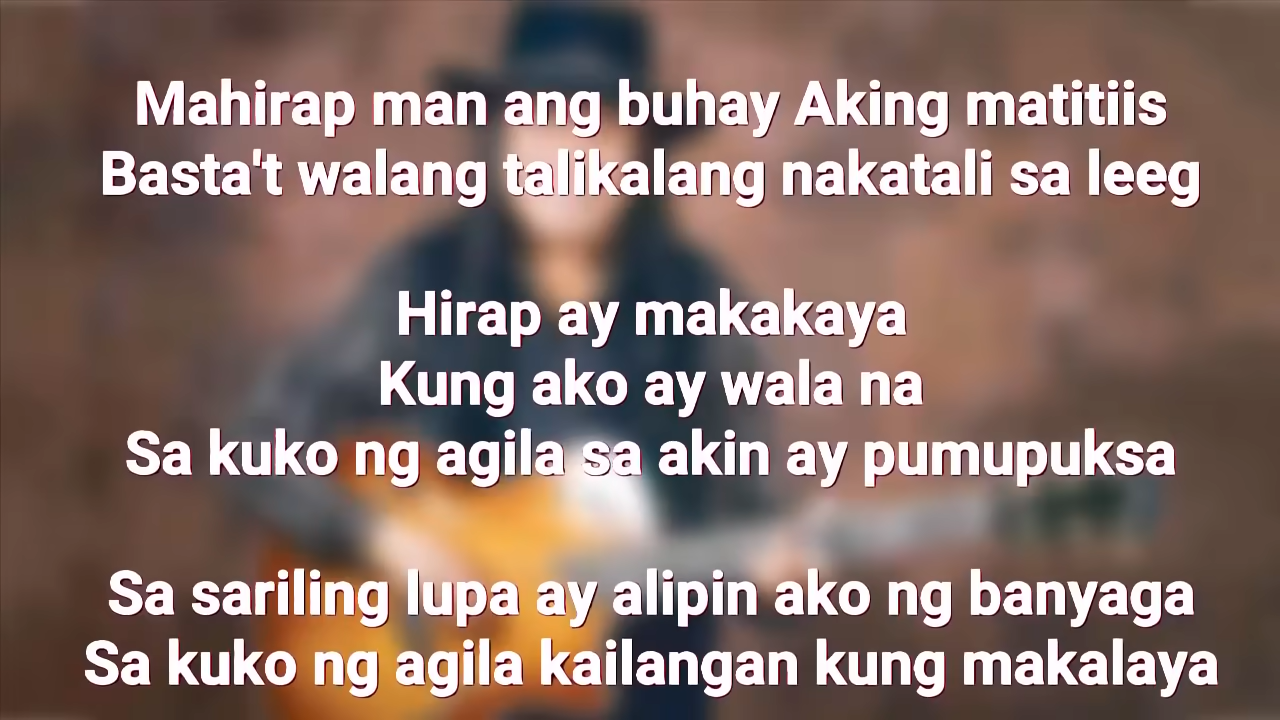 Mahirap man ang buhay Aking matitiis
Basta't walang talikalang nakatali sa leeg
Hirap ay makakaya
Kung ako ay wala na
Sa kuko ng agila sa akin ay pumupuksa
Sa sariling lupa ay alipin ako ng banyaga
Sa kuko ng agila kailangan kung makalaya